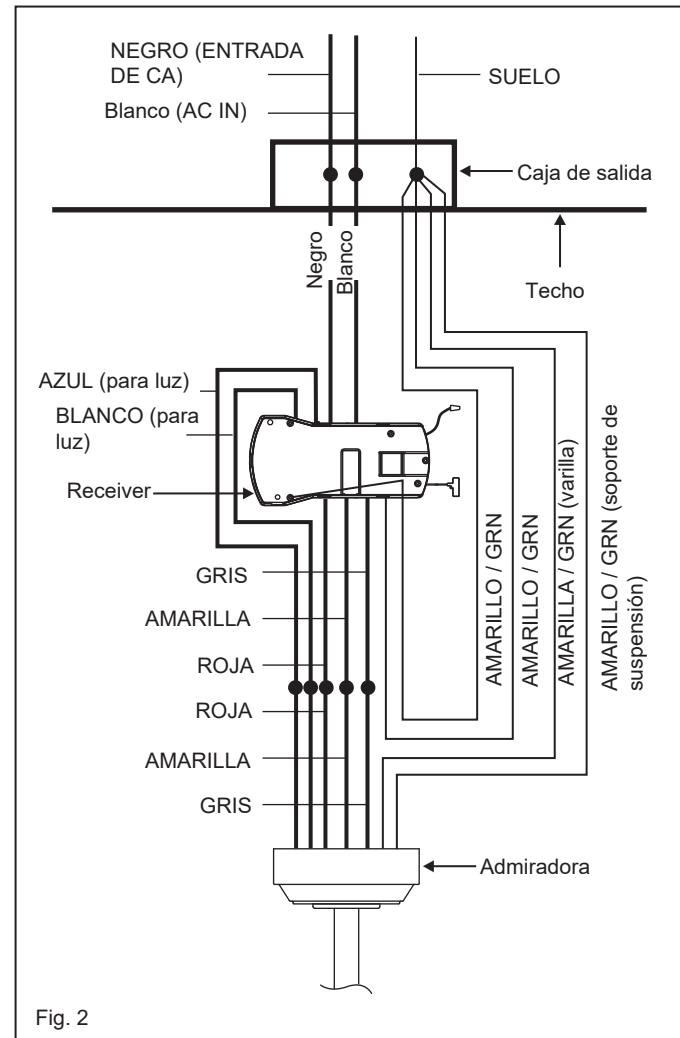 NEGRO (ENTRADA
DE CA)
SUELO
Blanco (AC IN)
Caja de salida
Negro
Blanco
Techo
AZUL (para luz)
BLANCO (para
luz)
Receiver
GRIS
AMARILLA
ROJA
ROJA
AMARILLA
GRIS
AMARILLO / GRN
AMARILLO / GRN
AMARILLA / GRN (varilla)
AMARILLO / GRN (soporte de
suspensión)
Admiradora
Fig. 2